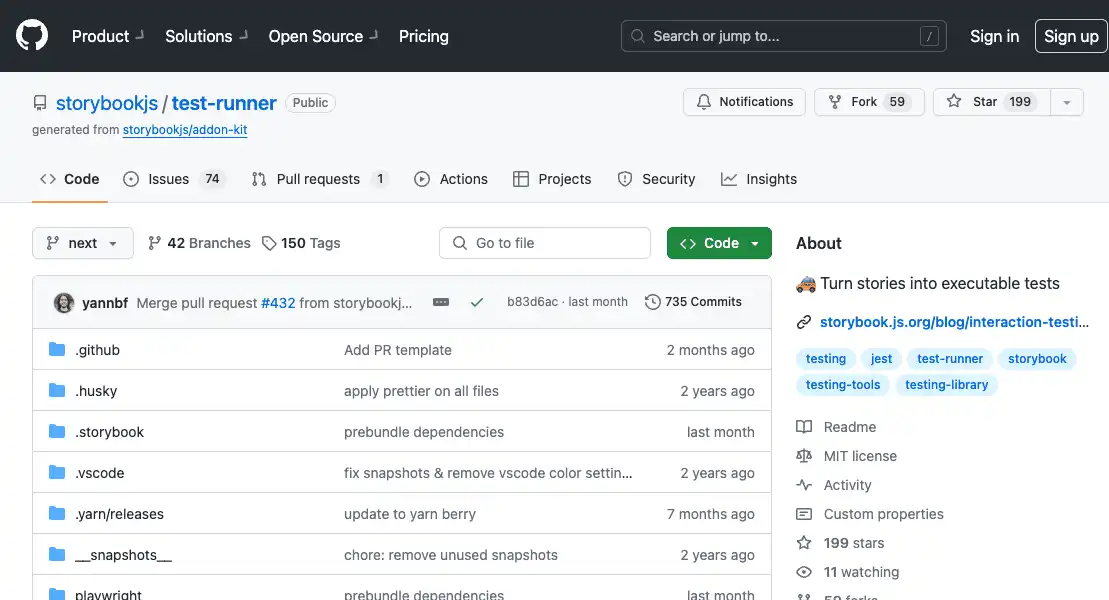 Product Solutions Open Source Pricing Search or jump to... / Sign in Sign up
storybookjs / test-runner Public Notifications Fork 59 Star 199
generated from storybookjs/addon-kit
Code Issues 74 Pull requests 1 Actions Projects Security Insights
next 42 Branches 150 Tags Go to file Code
yannbf Merge pull request #432 from storybookj... b83d6ac · last month 735 Commits
.github Add PR template 2 months ago
.husky apply prettier on all files 2 years ago
.storybook prebundle dependencies last month
.vscode fix snapshots & remove vscode color settin... 2 years ago
.yarn/releases update to yarn berry 7 months ago
__snapshots__ chore: remove unused snapshots 2 years ago
playwright prebundle dependencies last month
About
Turn stories into executable tests
storybook.js.org/blog/interaction-testi...
testing jest test-runner storybook
testing-tools testing-library
Readme
MIT license
Activity
Custom properties
199 stars
11 watching
59 forks